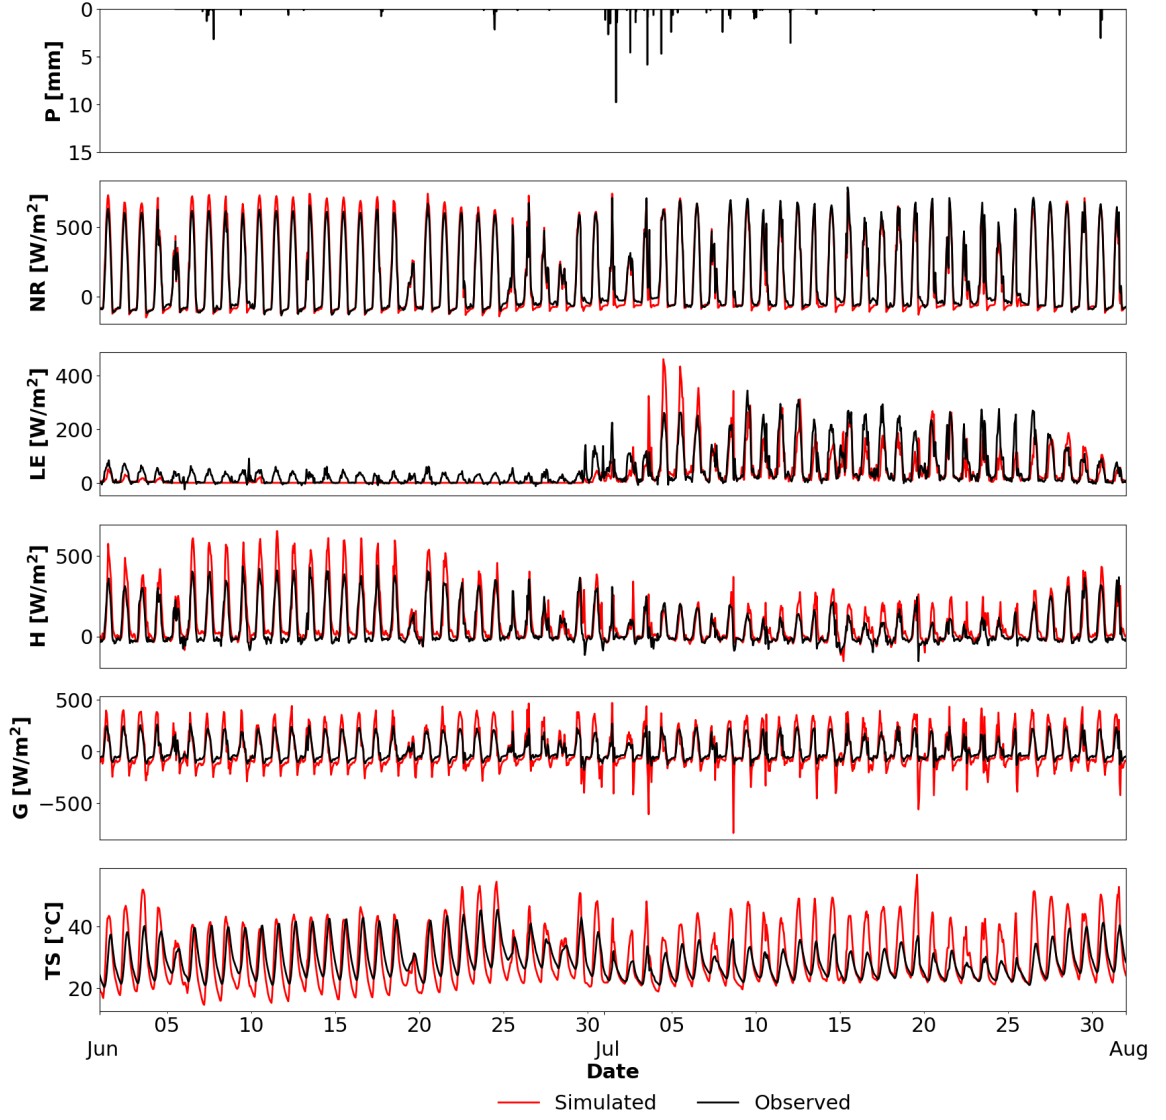 0
5
10
15
P [mm]
500
0
NR [W/m²]
400
200
0
LE [W/m²]
500
0
H [W/m²]
500
0
−500
G [W/m²]
40
20
TS [°C]
05 10 15 20 25 30 05 10 15 20 25 30
Jun Jul Aug
Date
Simulated Observed